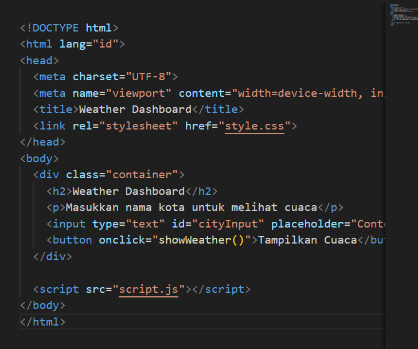 <!DOCTYPE html>
<html lang="id">
<head>
<meta charset="UTF-8">
<meta name="viewport" content="width=device-width, in
<title>Weather Dashboard</title>
<link rel="stylesheet" href="style.css">
</head>
<body>
<div class="container">
<h2>Weather Dashboard</h2>
<p>Masukkan nama kota untuk melihat cuaca</p>
<input type="text" id="cityInput" placeholder="Conto
<button onclick="showWeather()">Tampilkan Cuaca</bu
</div>
<script src="script.js"></script>
</body>
</html>